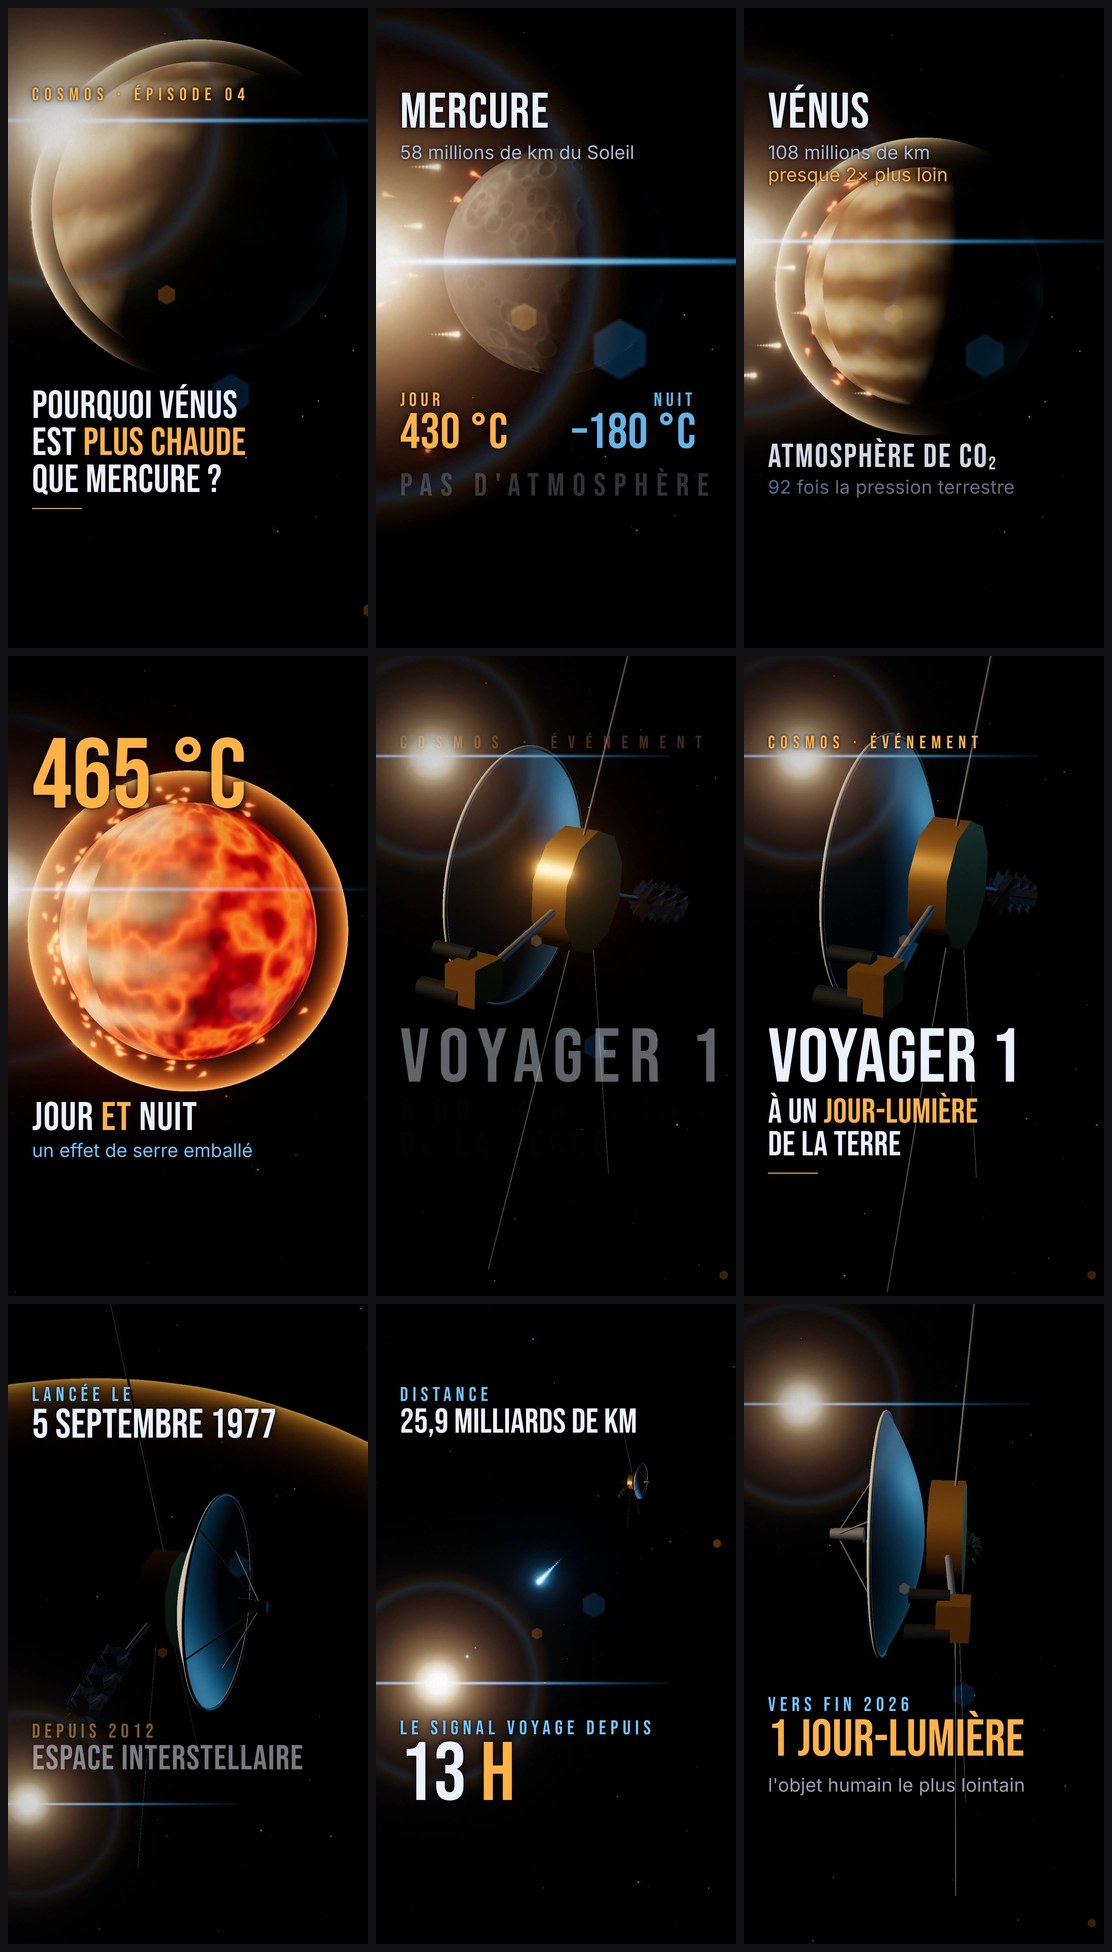 COSMOS · ÉPISODE 04
POURQUOI VÉNUS
EST PLUS CHAUDE
QUE MERCURE ?
MERCURE
58 millions de km du Soleil
JOUR
430 °C
NUIT
−180 °C
PAS D'ATMOSPHÈRE
VÉNUS
108 millions de km
presque 2× plus loin
ATMOSPHÈRE DE CO₂
92 fois la pression terrestre
465 °C
JOUR ET NUIT
un effet de serre emballé
COSMOS · ÉVÉNEMENT
VOYAGER 1
COSMOS · ÉVÉNEMENT
VOYAGER 1
À UN JOUR-LUMIÈRE
DE LA TERRE
LANCÉE LE
5 SEPTEMBRE 1977
DEPUIS 2012
ESPACE INTERSTELLAIRE
DISTANCE
25,9 MILLIARDS DE KM
LE SIGNAL VOYAGE DEPUIS
13 H
VERS FIN 2026
1 JOUR-LUMIÈRE
l'objet humain le plus lointain